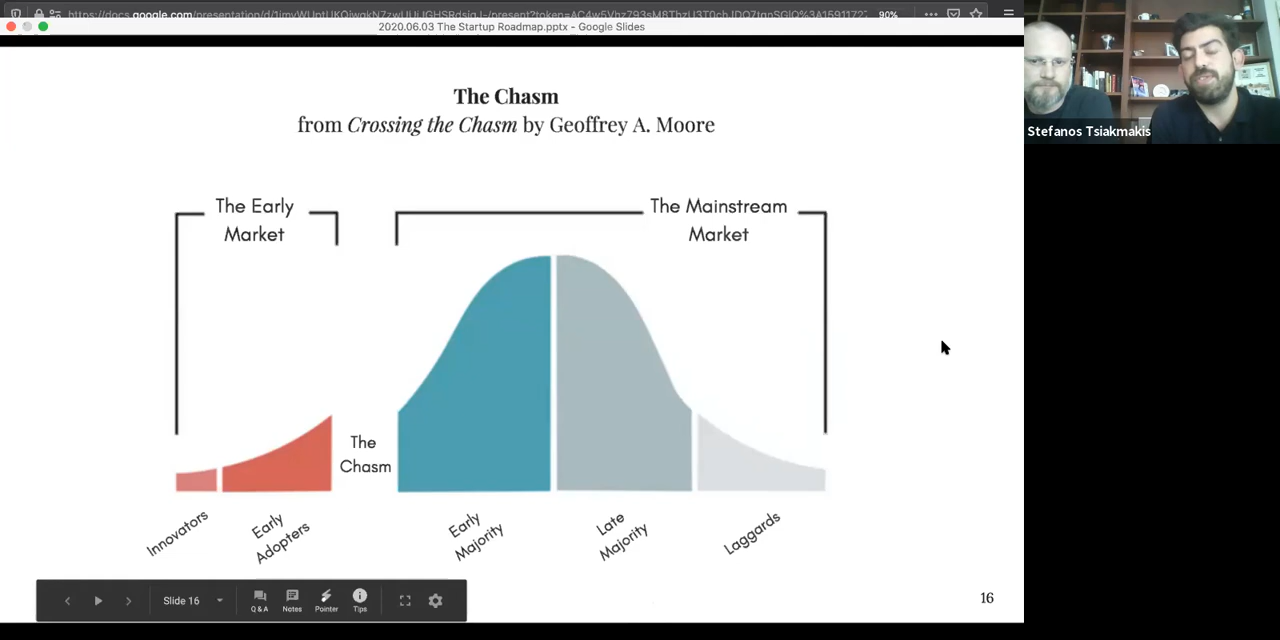 90%
2020.06.03 The Startup Roadmap.pptx - Google Slides
The Chasm
from Crossing the Chasm by Geoffrey A. Moore
Stefanos Tsiakmakis
The Early
Market
The Mainstream
Market
The
Chasm
Innovators
Early
Adopters
Early
Majority
Late
Majority
Laggards
Slide 16
Q & A
Notes
Pointer
Tips
16